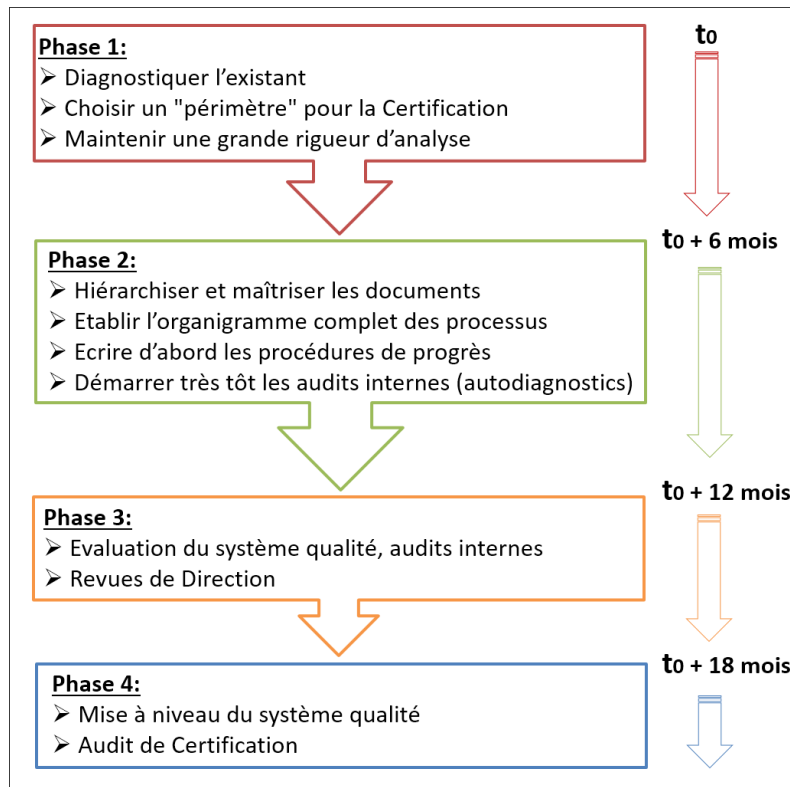 Phase 1:
➢ Diagnostiquer l’existant
➢ Choisir un "périmètre" pour la Certification
➢ Maintenir une grande rigueur d’analyse
t0
Phase 2:
➢ Hiérarchiser et maîtriser les documents
➢ Etablir l’organigramme complet des processus
➢ Ecrire d’abord les procédures de progrès
➢ Démarrer très tôt les audits internes (autodiagnostics)
t0 + 6 mois
Phase 3:
➢ Evaluation du système qualité, audits internes
➢ Revues de Direction
t0 + 12 mois
Phase 4:
➢ Mise à niveau du système qualité
➢ Audit de Certification
t0 + 18 mois